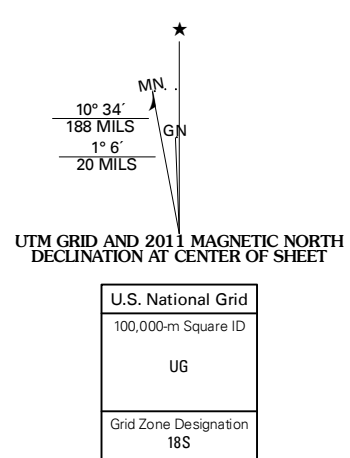 ★
MN
10° 34´
188 MILS
GN
1° 6´
20 MILS
UTM GRID AND 2011 MAGNETIC NORTH
DECLINATION AT CENTER OF SHEET
U.S. National Grid
100,000-m Square ID
UG
Grid Zone Designation
18S